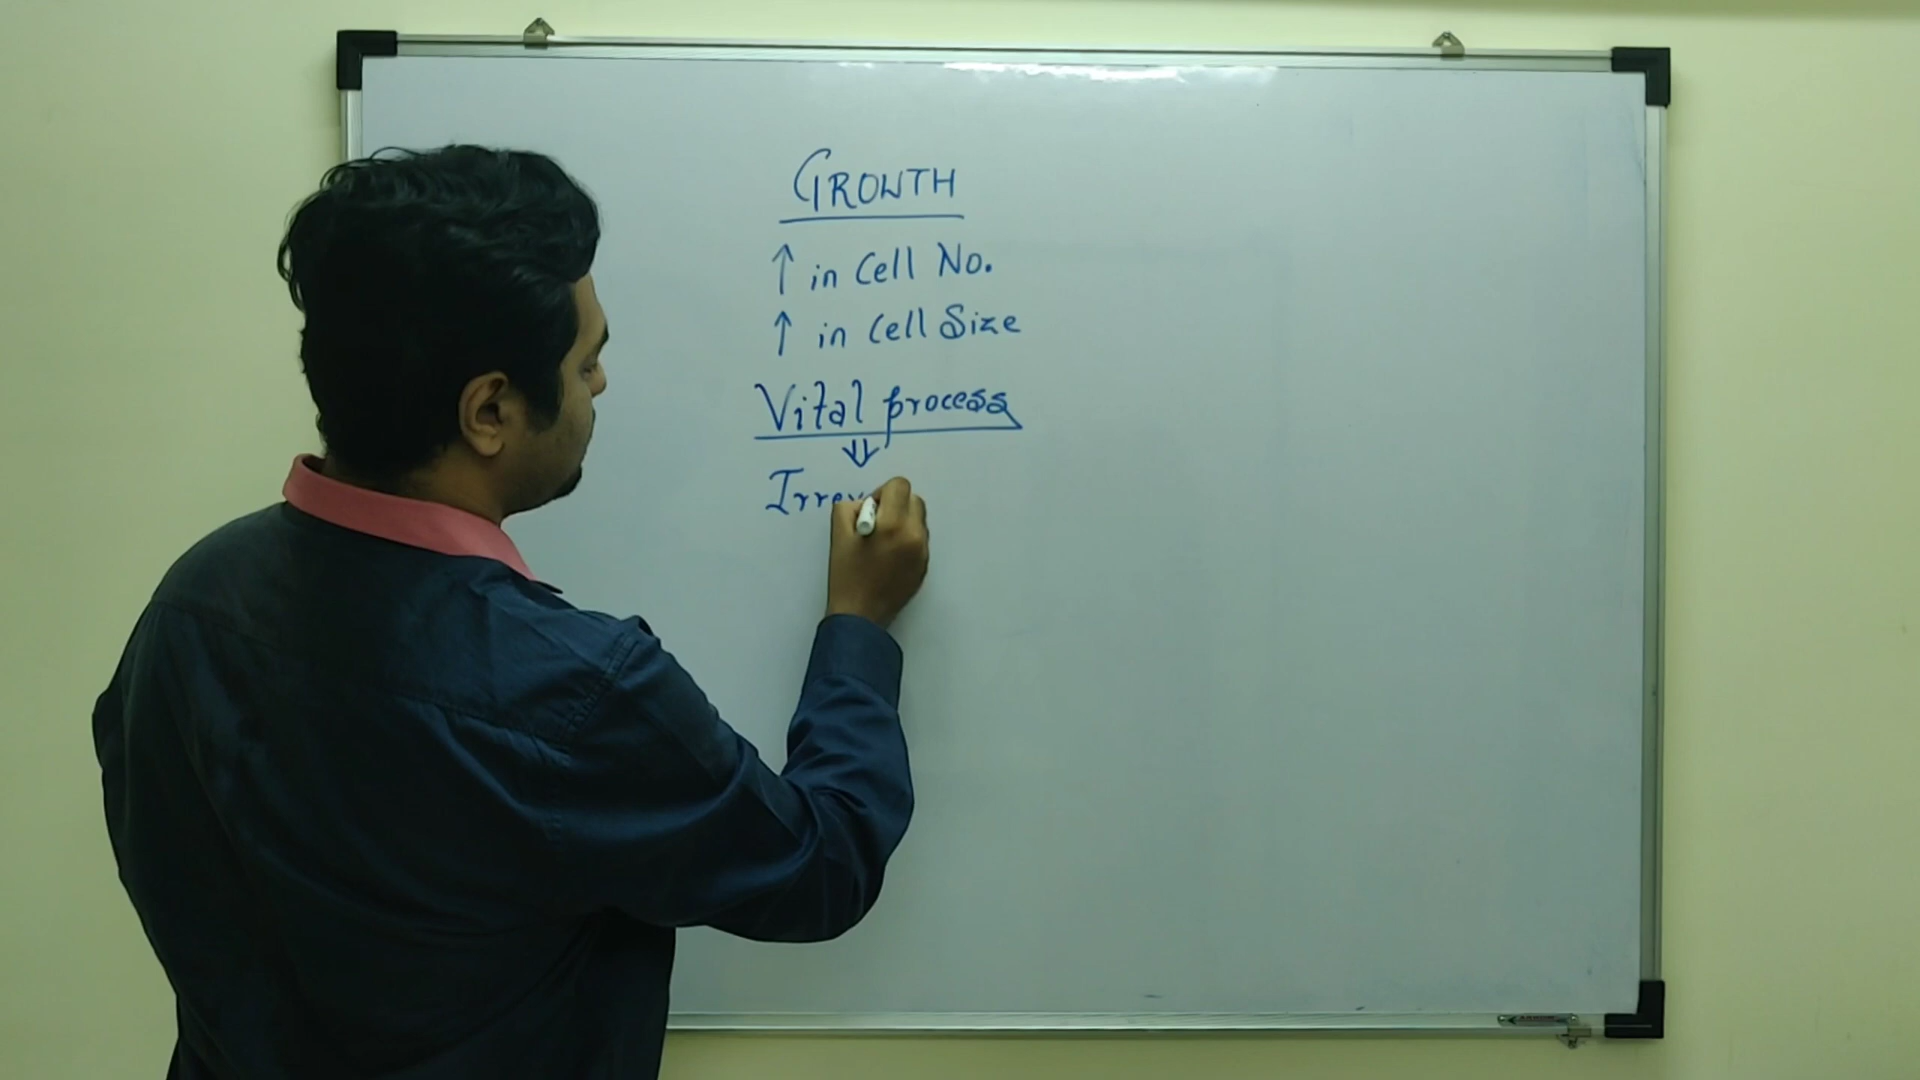 GROWTH
↑ in Cell No.
↑ in Cell Size
Vital process
⇓
Irrev